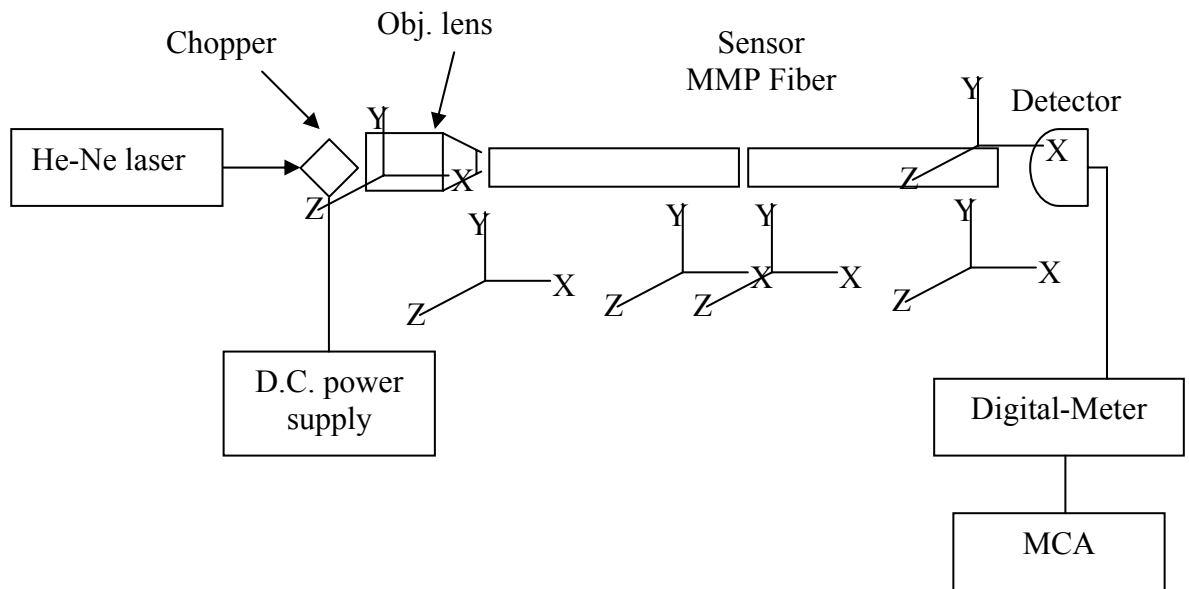 Obj. lens
Chopper
Sensor
MMP Fiber
Detector
He-Ne laser
Y
X
Z
Y
X
Z
Y
X
Z
Y
X
Z
Y
X
Z
Y
X
Z
D.C. power
supply
Digital-Meter
MCA